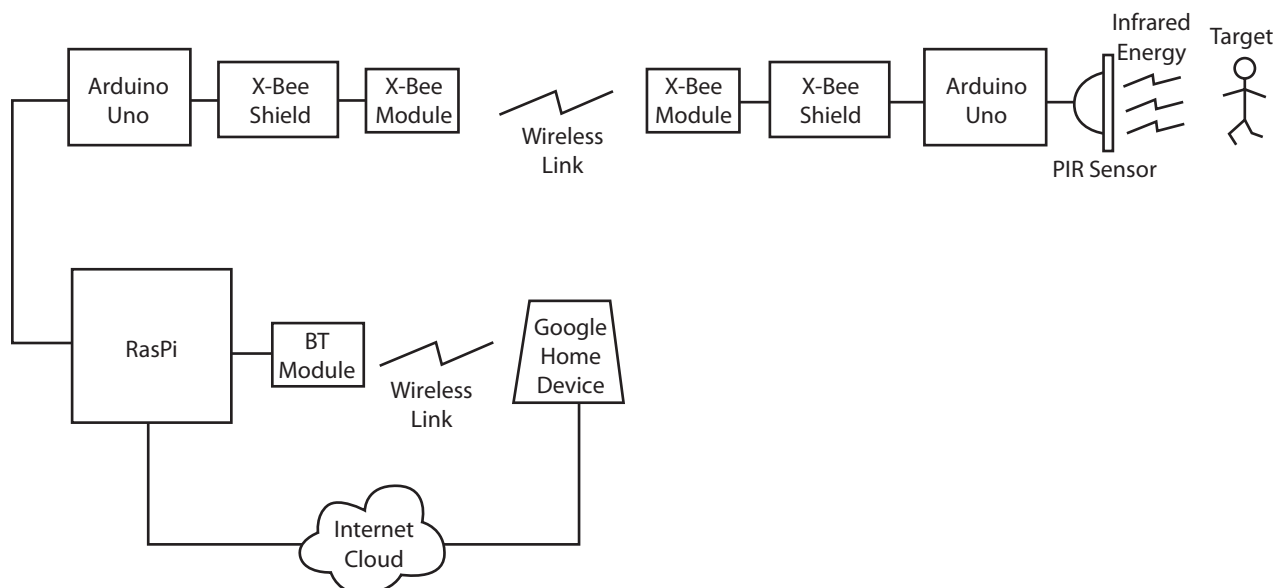 Arduino
Uno
X-Bee
Shield
X-Bee
Module
Wireless
Link
X-Bee
Module
X-Bee
Shield
Arduino
Uno
Infrared
Energy
Target
PIR Sensor
RasPi
BT
Module
Wireless
Link
Google
Home
Device
Internet
Cloud